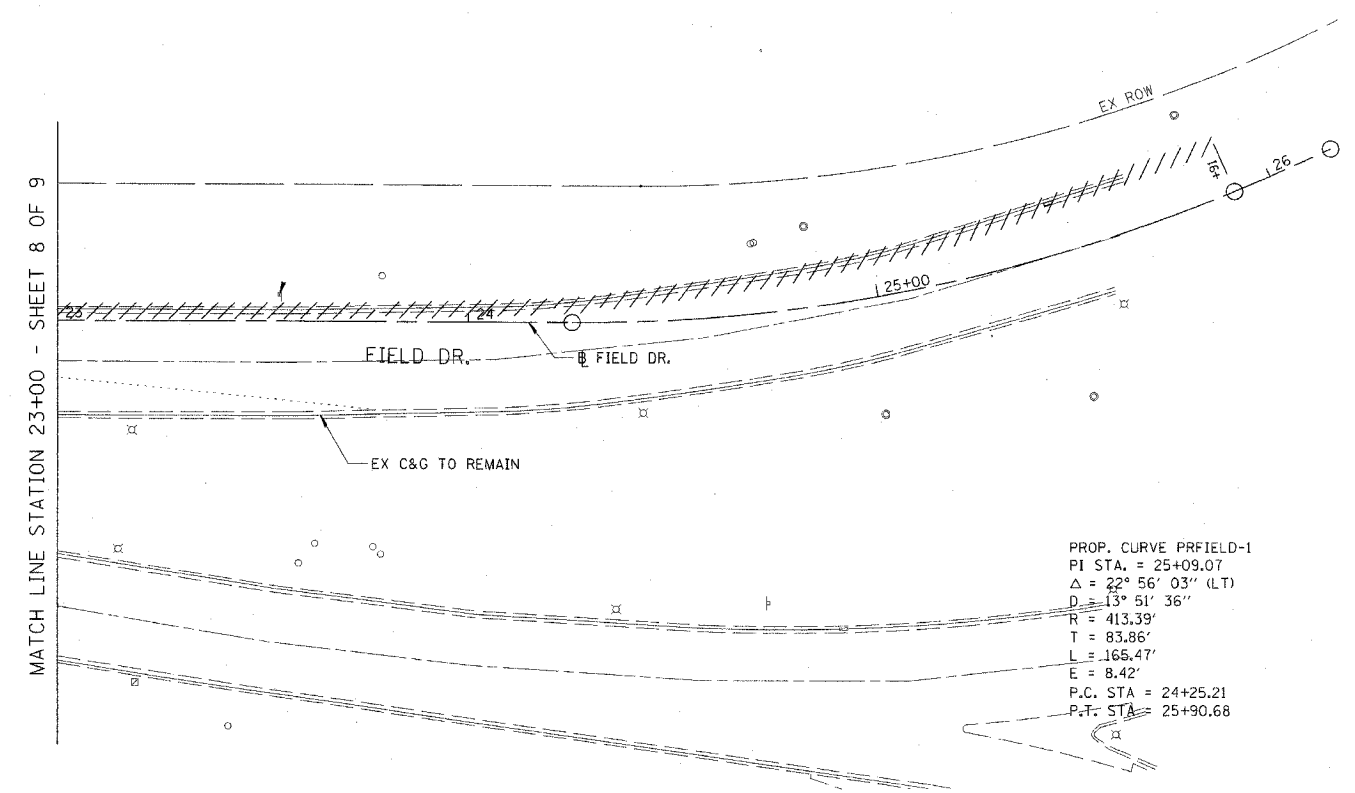 MATCH LINE STATION 23+00 - SHEET 8 OF 9
EX ROW
+91
26
25+00
23
24
FIELD DR.
℄ FIELD DR.
EX C&G TO REMAIN
PROP. CURVE PRFIELD-1
PI STA. = 25+09.07
Δ = 22° 56' 03" (LT)
D = 13° 51' 36"
R = 413.39'
T = 83.86'
L = 165.47'
E = 8.42'
P.C. STA = 24+25.21
P.T. STA = 25+90.68